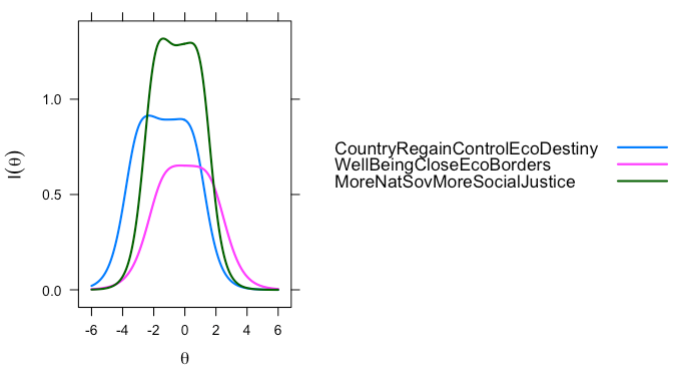 I(θ)
1.0
0.5
0.0
-6 -4 -2 0 2 4 6
θ
CountryRegainControlEcoDestiny
WellBeingCloseEcoBorders
MoreNatSovMoreSocialJustice